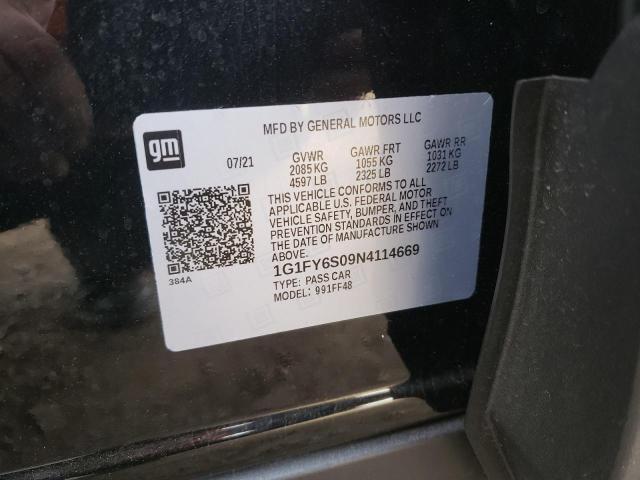 gm
MFD BY GENERAL MOTORS LLC
07/21 GVWR GAWR FRT GAWR RR
2085 KG 1055 KG 1031 KG
4597 LB 2325 LB 2272 LB
THIS VEHICLE CONFORMS TO ALL
APPLICABLE U.S. FEDERAL MOTOR
VEHICLE SAFETY, BUMPER, AND THEFT
PREVENTION STANDARDS IN EFFECT ON
THE DATE OF MANUFACTURE SHOWN
ABOVE.
1G1FY6S09N4114669
TYPE: PASS CAR
MODEL: 991FF48
384A